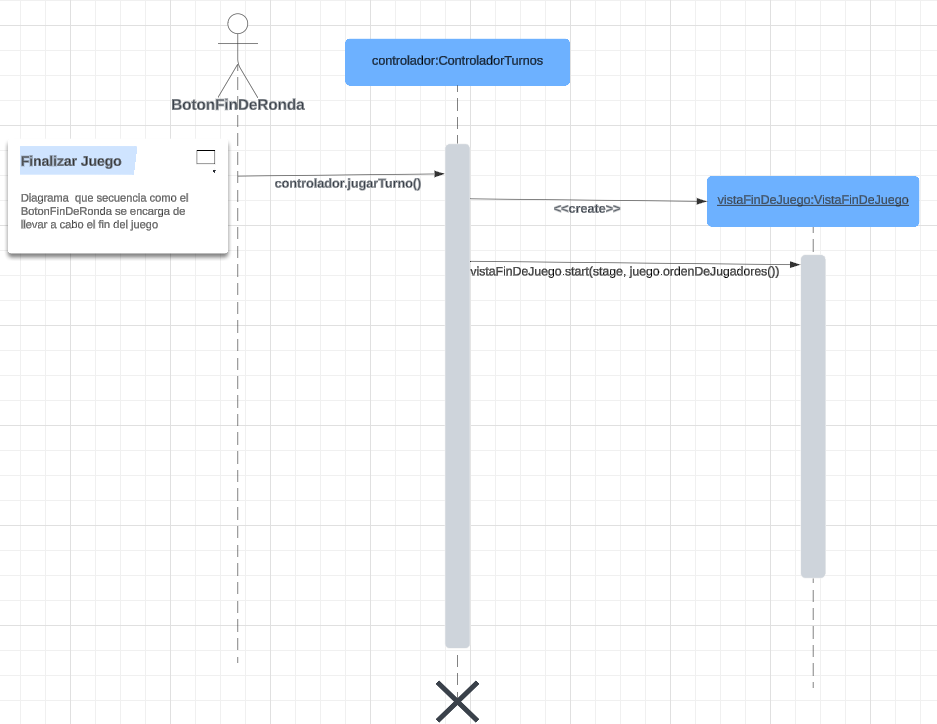 controlador:ControladorTurnos
BotonFinDeRonda
Finalizar Juego
Diagrama  que secuencia como el
BotonFinDeRonda se encarga de
llevar a cabo el fin del juego
controlador.jugarTurno()
<<create>>
vistaFinDeJuego:VistaFinDeJuego
vistaFinDeJuego.start(stage, juego.ordenDeJugadores())